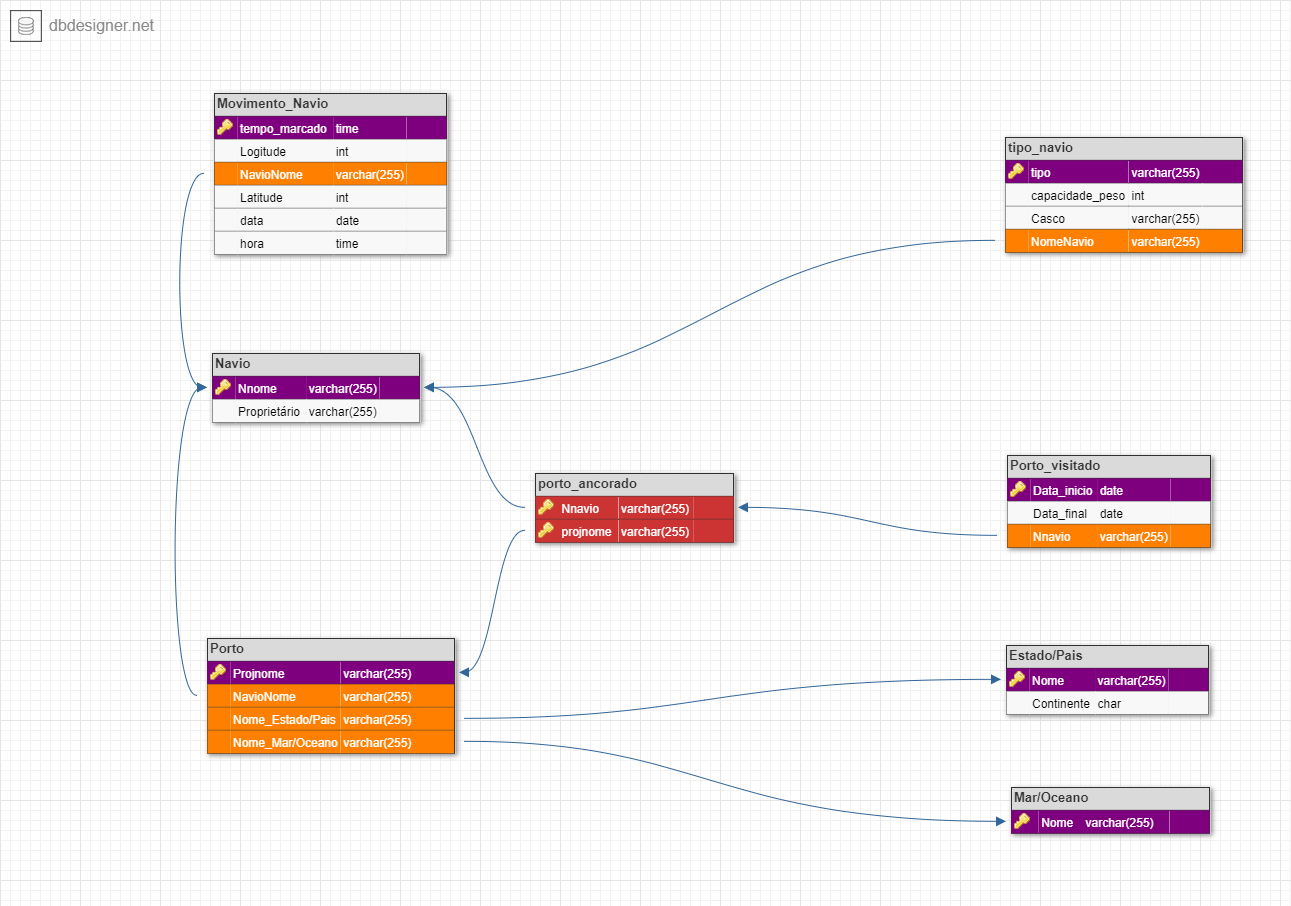 dbdesigner.net
Movimento_Navio
tempo_marcado time
Logitude int
NavioNome varchar(255)
Latitude int
data date
hora time
tipo_navio
tipo varchar(255)
capacidade_peso int
Casco varchar(255)
NomeNavio varchar(255)
Navio
Nnome varchar(255)
Proprietário varchar(255)
porto_ancorado
Nnavio varchar(255)
projnome varchar(255)
Porto_visitado
Data_inicio date
Data_final date
Nnavio varchar(255)
Porto
Projnome varchar(255)
NavioNome varchar(255)
Nome_Estado/Pais varchar(255)
Nome_Mar/Oceano varchar(255)
Estado/Pais
Nome varchar(255)
Continente char
Mar/Oceano
Nome varchar(255)